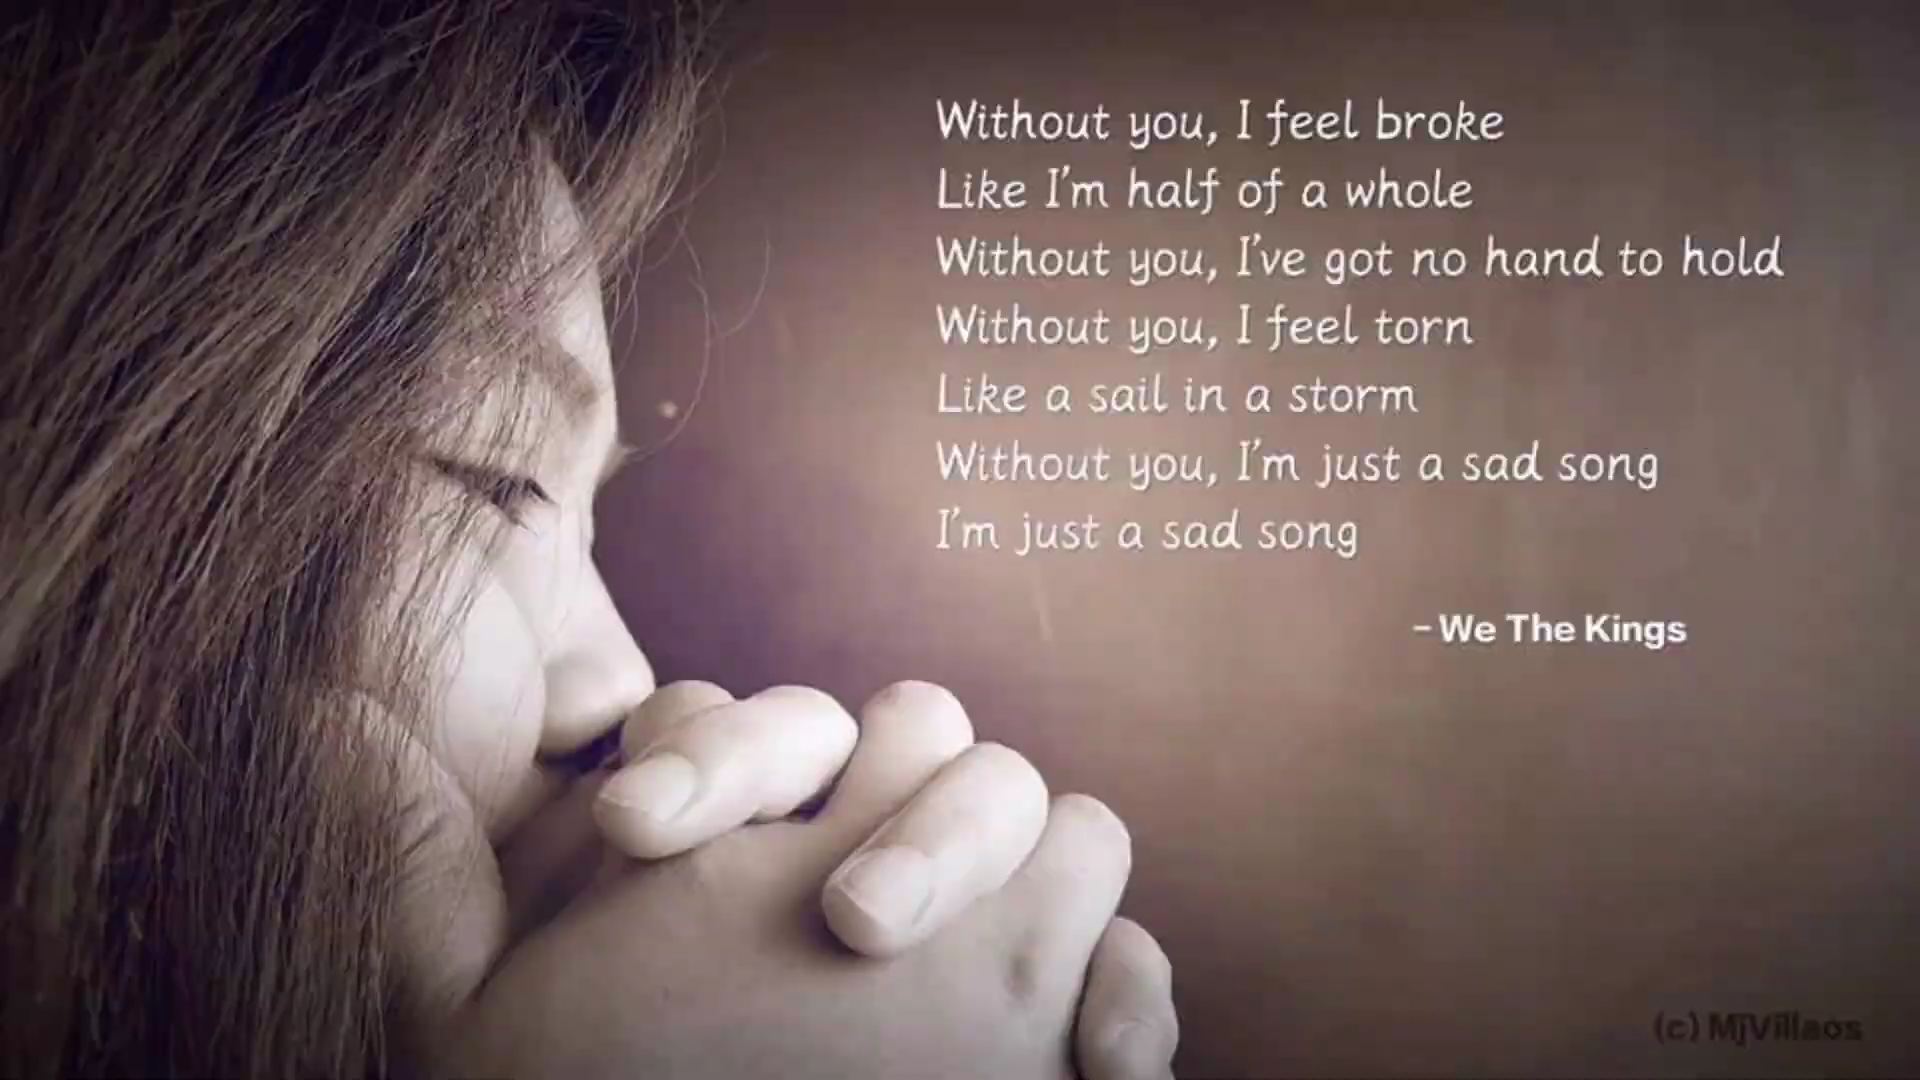 Without you, I feel broke
Like I'm half of a whole
Without you, I've got no hand to hold
Without you, I feel torn
Like a sail in a storm
Without you, I'm just a sad song
I'm just a sad song
– We The Kings
(c) MjVillaos